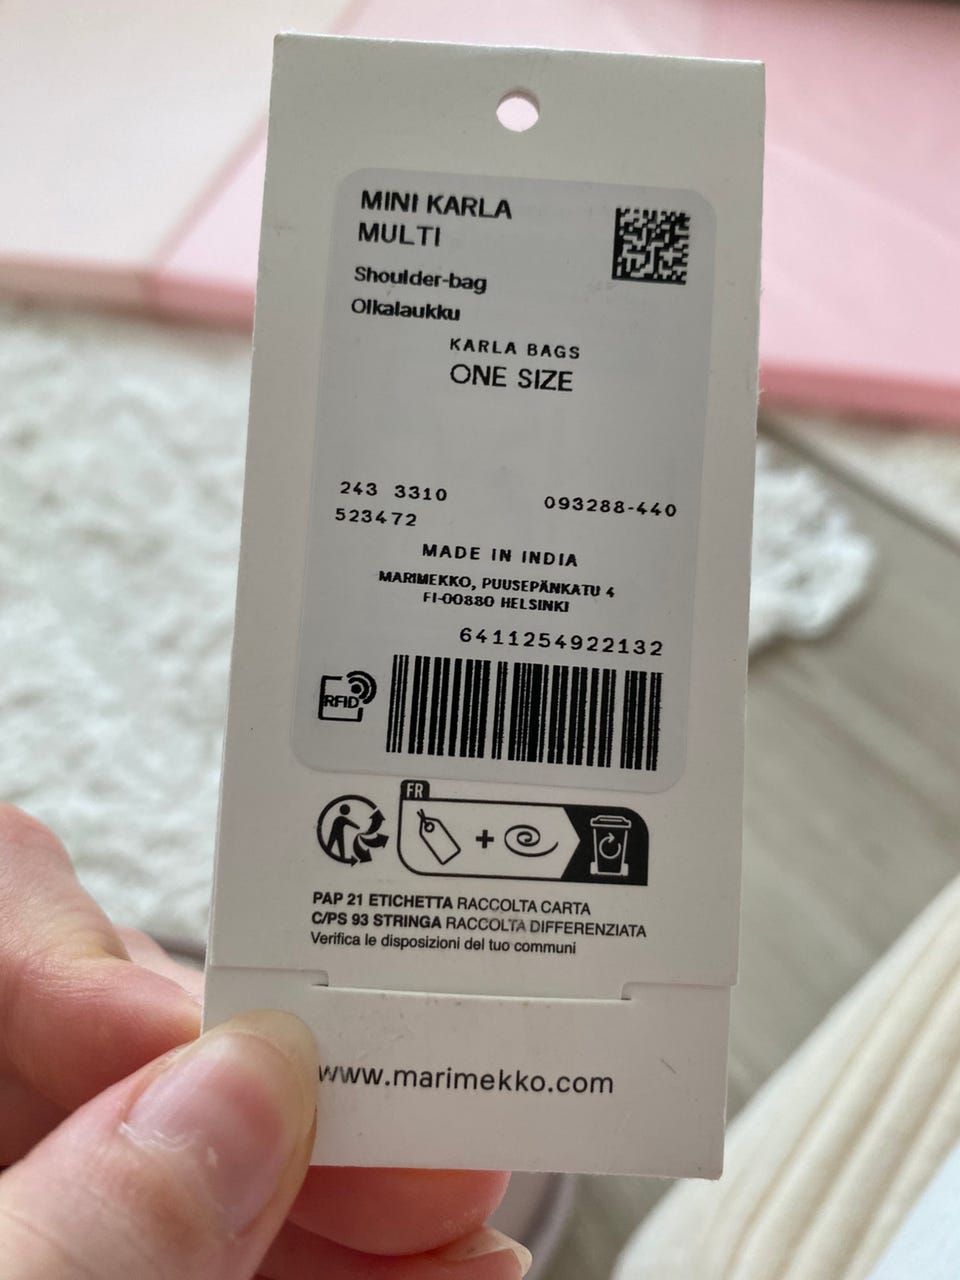 MINI KARLA
MULTI
Shoulder-bag
Olkalaukku
KARLA BAGS
ONE SIZE
243 3310
093288-440
523472
MADE IN INDIA
MARIMEKKO, PUUSEPÄNKATU 4
FI-00880 HELSINKI
6411254922132
RFID
FR
PAP 21 ETICHETTA RACCOLTA CARTA
C/PS 93 STRINGA RACCOLTA DIFFERENZIATA
Verifica le disposizioni del tuo communi
www.marimekko.com